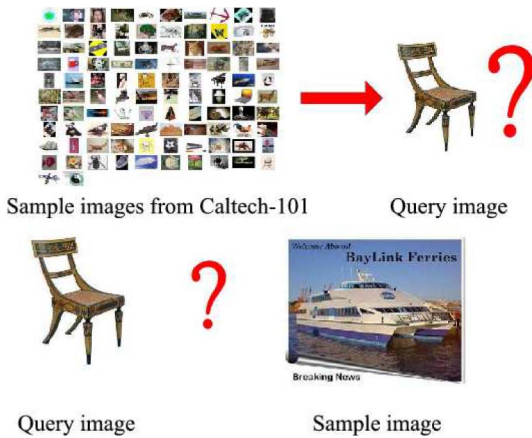 ?
Sample images from Caltech-101
Query image
?
Welcome Aboard
BayLink Ferries
Breaking News
Query image
Sample image